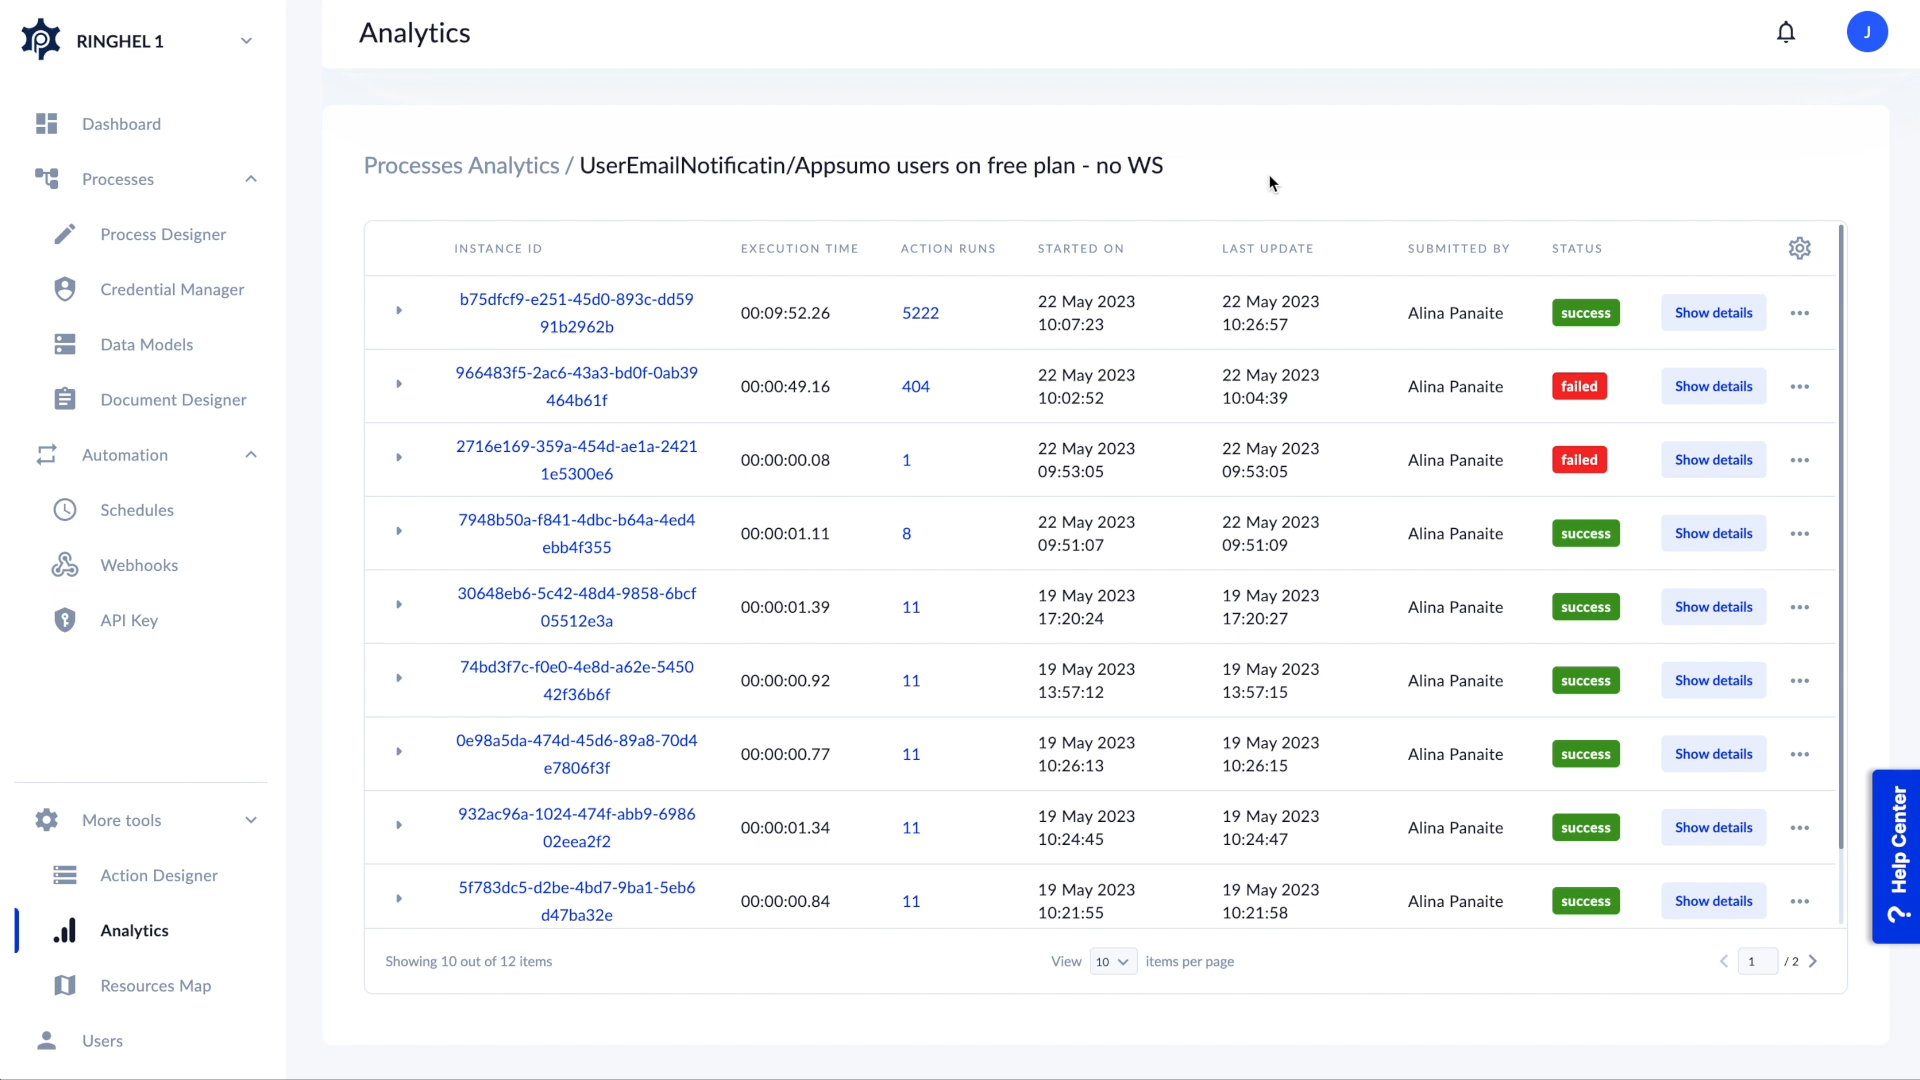 RINGHEL 1
Analytics
J
Dashboard
Processes
Process Designer
Credential Manager
Data Models
Document Designer
Automation
Schedules
Webhooks
API Key
More tools
Action Designer
Analytics
Resources Map
Users
Processes Analytics / UserEmailNotificatin/Appsumo users on free plan - no WS
INSTANCE ID EXECUTION TIME ACTION RUNS STARTED ON LAST UPDATE SUBMITTED BY STATUS
b75dfcf9-e251-45d0-893c-dd59
91b2962b
00:09:52.26
5222
22 May 2023
10:07:23
22 May 2023
10:26:57
Alina Panaite
success
Show details
966483f5-2ac6-43a3-bd0f-0ab39
464b61f
00:00:49.16
404
22 May 2023
10:02:52
22 May 2023
10:04:39
Alina Panaite
failed
Show details
2716e169-359a-454d-ae1a-2421
1e5300e6
00:00:00.08
1
22 May 2023
09:53:05
22 May 2023
09:53:05
Alina Panaite
failed
Show details
7948b50a-f841-4dbc-b64a-4ed4
ebb4f355
00:00:01.11
8
22 May 2023
09:51:07
22 May 2023
09:51:09
Alina Panaite
success
Show details
30648eb6-5c42-48d4-9858-6bcf
05512e3a
00:00:01.39
11
19 May 2023
17:20:24
19 May 2023
17:20:27
Alina Panaite
success
Show details
74bd3f7c-f0e0-4e8d-a62e-5450
42f36b6f
00:00:00.92
11
19 May 2023
13:57:12
19 May 2023
13:57:15
Alina Panaite
success
Show details
0e98a5da-474d-45d6-89a8-70d4
e7806f3f
00:00:00.77
11
19 May 2023
10:26:13
19 May 2023
10:26:15
Alina Panaite
success
Show details
932ac96a-1024-474f-abb9-6986
02eea2f2
00:00:01.34
11
19 May 2023
10:24:45
19 May 2023
10:24:47
Alina Panaite
success
Show details
5f783dc5-d2be-4bd7-9ba1-5eb6
d47ba32e
00:00:00.84
11
19 May 2023
10:21:55
19 May 2023
10:21:58
Alina Panaite
success
Show details
Showing 10 out of 12 items
View 10 items per page
1 / 2
? Help Center